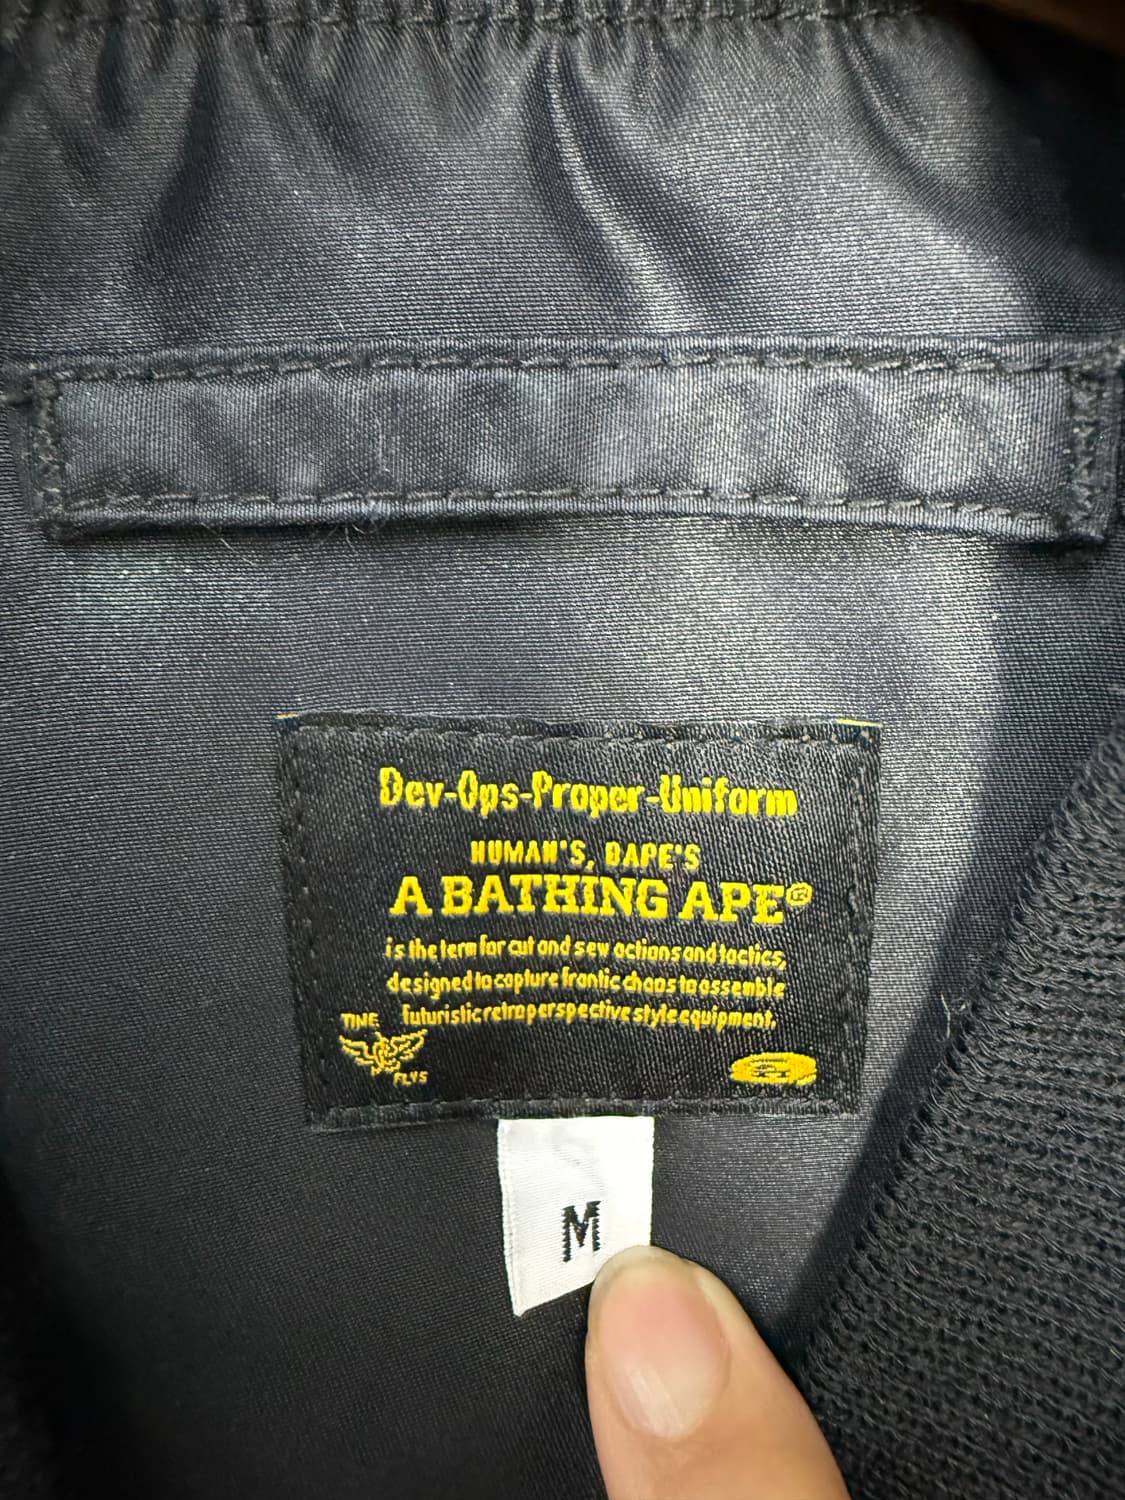 Dev-Ops-Proper-Uniform
HUMAN'S, BAPE'S
A BATHING APE®
is the term for cut and sew actions and tactics,
designed to capture frantic chaos to assemble
futuristic retroperspective style equipment.
TIME
FLYS
M